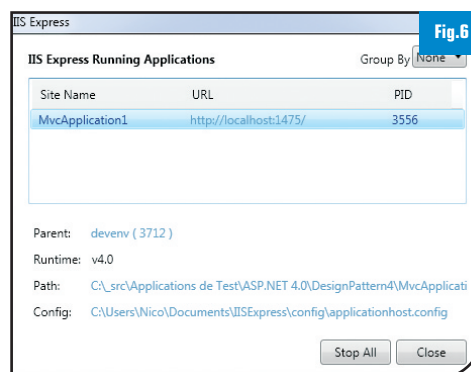 IIS Express
Fig.6
IIS Express Running Applications
Group By None
Site Name URL PID
MvcApplication1 http://localhost:1475/ 3556
Parent: devenv ( 3712 )
Runtime: v4.0
Path: C:\_src\Applications de Test\ASP.NET 4.0\DesignPattern4\MvcApplicati
Config: C:\Users\Nico\Documents\IISExpress\config\applicationhost.config
Stop All Close